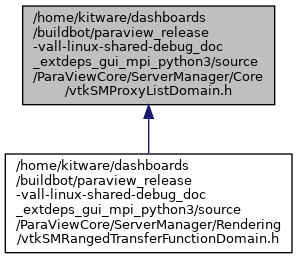 /home/kitware/dashboards
/buildbot/paraview_release
-vall-linux-shared-debug_doc
_extdeps_gui_mpi_python3/source
/ParaViewCore/ServerManager/Core
/vtkSMProxyListDomain.h
/home/kitware/dashboards
/buildbot/paraview_release
-vall-linux-shared-debug_doc
_extdeps_gui_mpi_python3/source
/ParaViewCore/ServerManager/Rendering
/vtkSMRangedTransferFunctionDomain.h